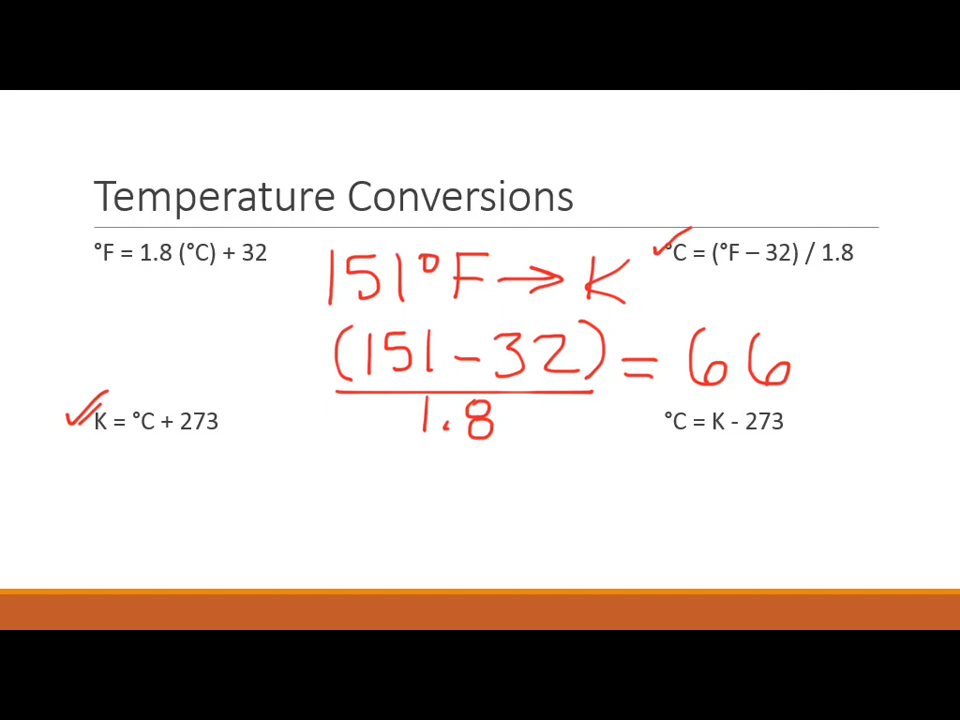 Temperature Conversions
°F = 1.8 (°C) + 32
151°F → K
°C = (°F – 32) / 1.8
(151 - 32) = 66
1.8
K = °C + 273
°C = K - 273